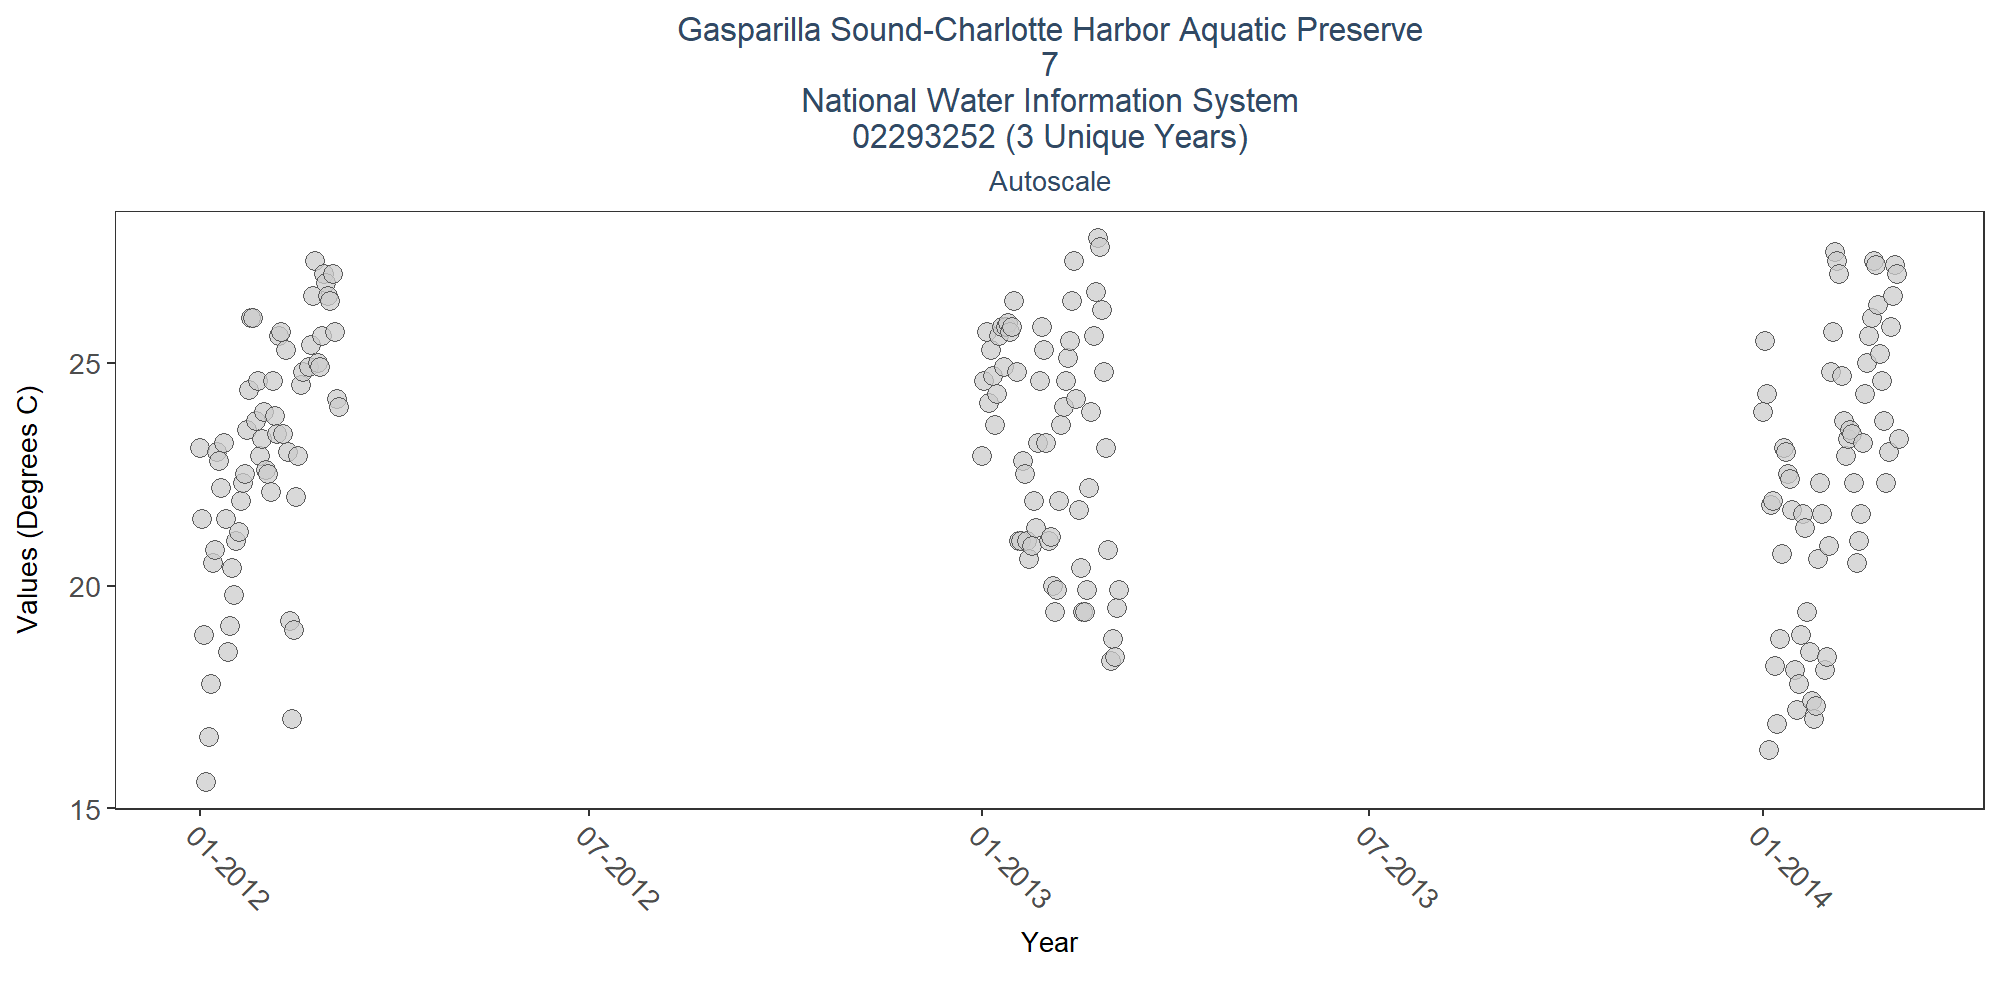 Gasparilla Sound-Charlotte Harbor Aquatic Preserve
7
National Water Information System
02293252 (3 Unique Years)
Autoscale
Values (Degrees C)
25
20
15
01-2012
07-2012
01-2013
07-2013
01-2014
Year